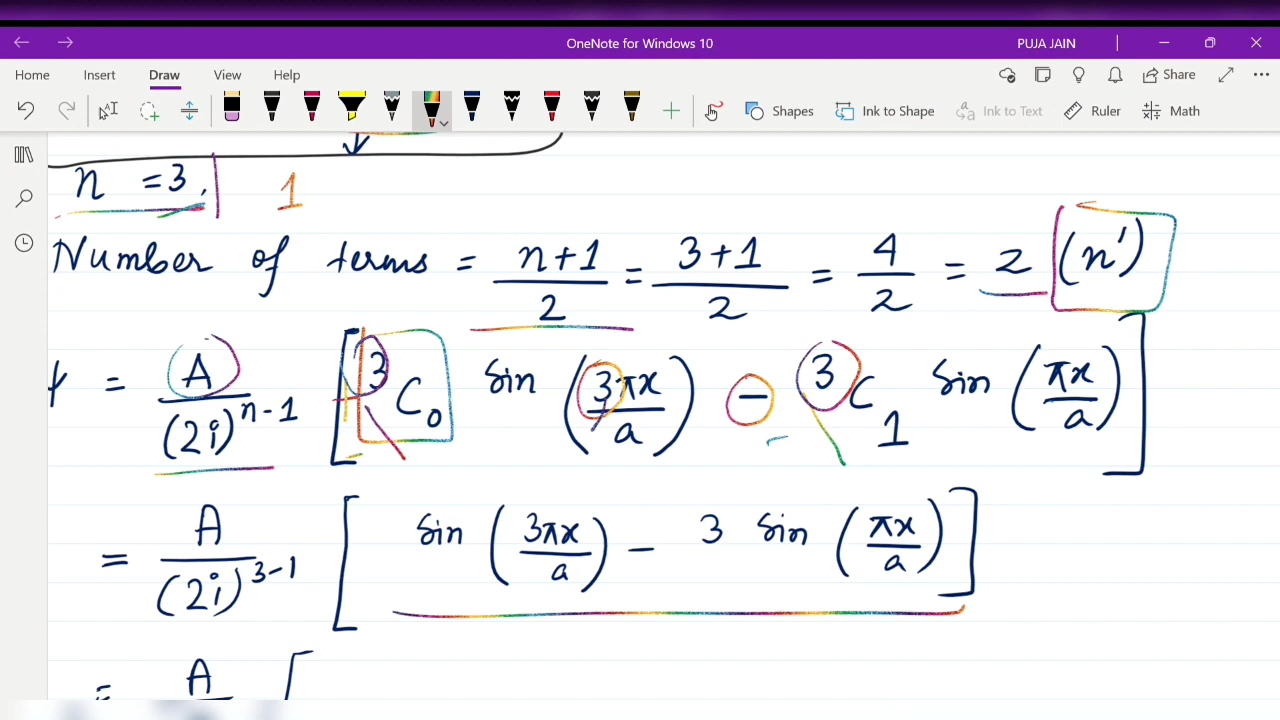 OneNote for Windows 10 PUJA JAIN
Home Insert Draw View Help Share
Shapes Ink to Shape Ink to Text Ruler Math
n = 3, 1
Number of terms = n+1/2 = 3+1/2 = 4/2 = 2 (n')
= A/(2i)^n-1 [ ³C₀ sin (3πx/a) - ³C₁ sin (πx/a) ]
= A/(2i)^3-1 [ sin (3πx/a) - 3 sin (πx/a) ]
= A [